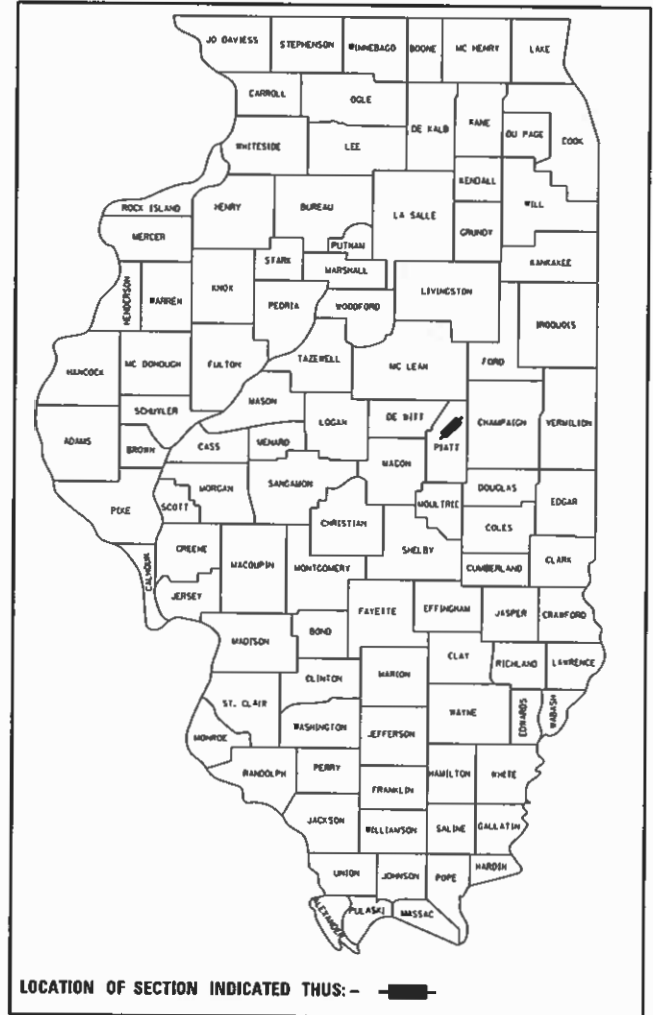 JO DAVIESS STEPHENSON WINNEBAGO BOONE MC HENRY LAKE
CARROLL OGLE DE KALB KANE DU PAGE COOK
WHITESIDE LEE KENDALL WILL
ROCK ISLAND HENRY BUREAU LA SALLE GRUNDY
MERCER PUTNAM KANKAKEE
STARK MARSHALL LIVINGSTON
HENDERSON WARREN KNOX PEORIA WOODFORD IROQUOIS
HANCOCK MC DONOUGH FULTON TAZEWELL MC LEAN FORD
MASON
SCHUYLER LOGAN DE WITT CHAMPAIGN VERMILION
ADAMS BROWN CASS MENARD MACON PIATT
PIKE SCOTT MORGAN SANGAMON MOULTREE DOUGLAS EDGAR
CHRISTIAN COLES
GREENE MACOUPIN MONTGOMERY SHELBY CUMBERLAND CLARK
CALHOUN JERSEY FAYETTE EFFINGHAM JASPER CRAWFORD
MADISON BOND
CLAY RICHLAND LAWRENCE
CLINTON MARION
ST. CLAIR WAYNE EDWARDS WABASH
MONROE WASHINGTON JEFFERSON
RANDOLPH PERRY HAMILTON WHITE
FRANKLIN
JACKSON WILLIAMSON SALINE GALLATIN
UNION JOHNSON POPE HARDIN
ALEXANDER PULASKI MASSAC
LOCATION OF SECTION INDICATED THUS: -